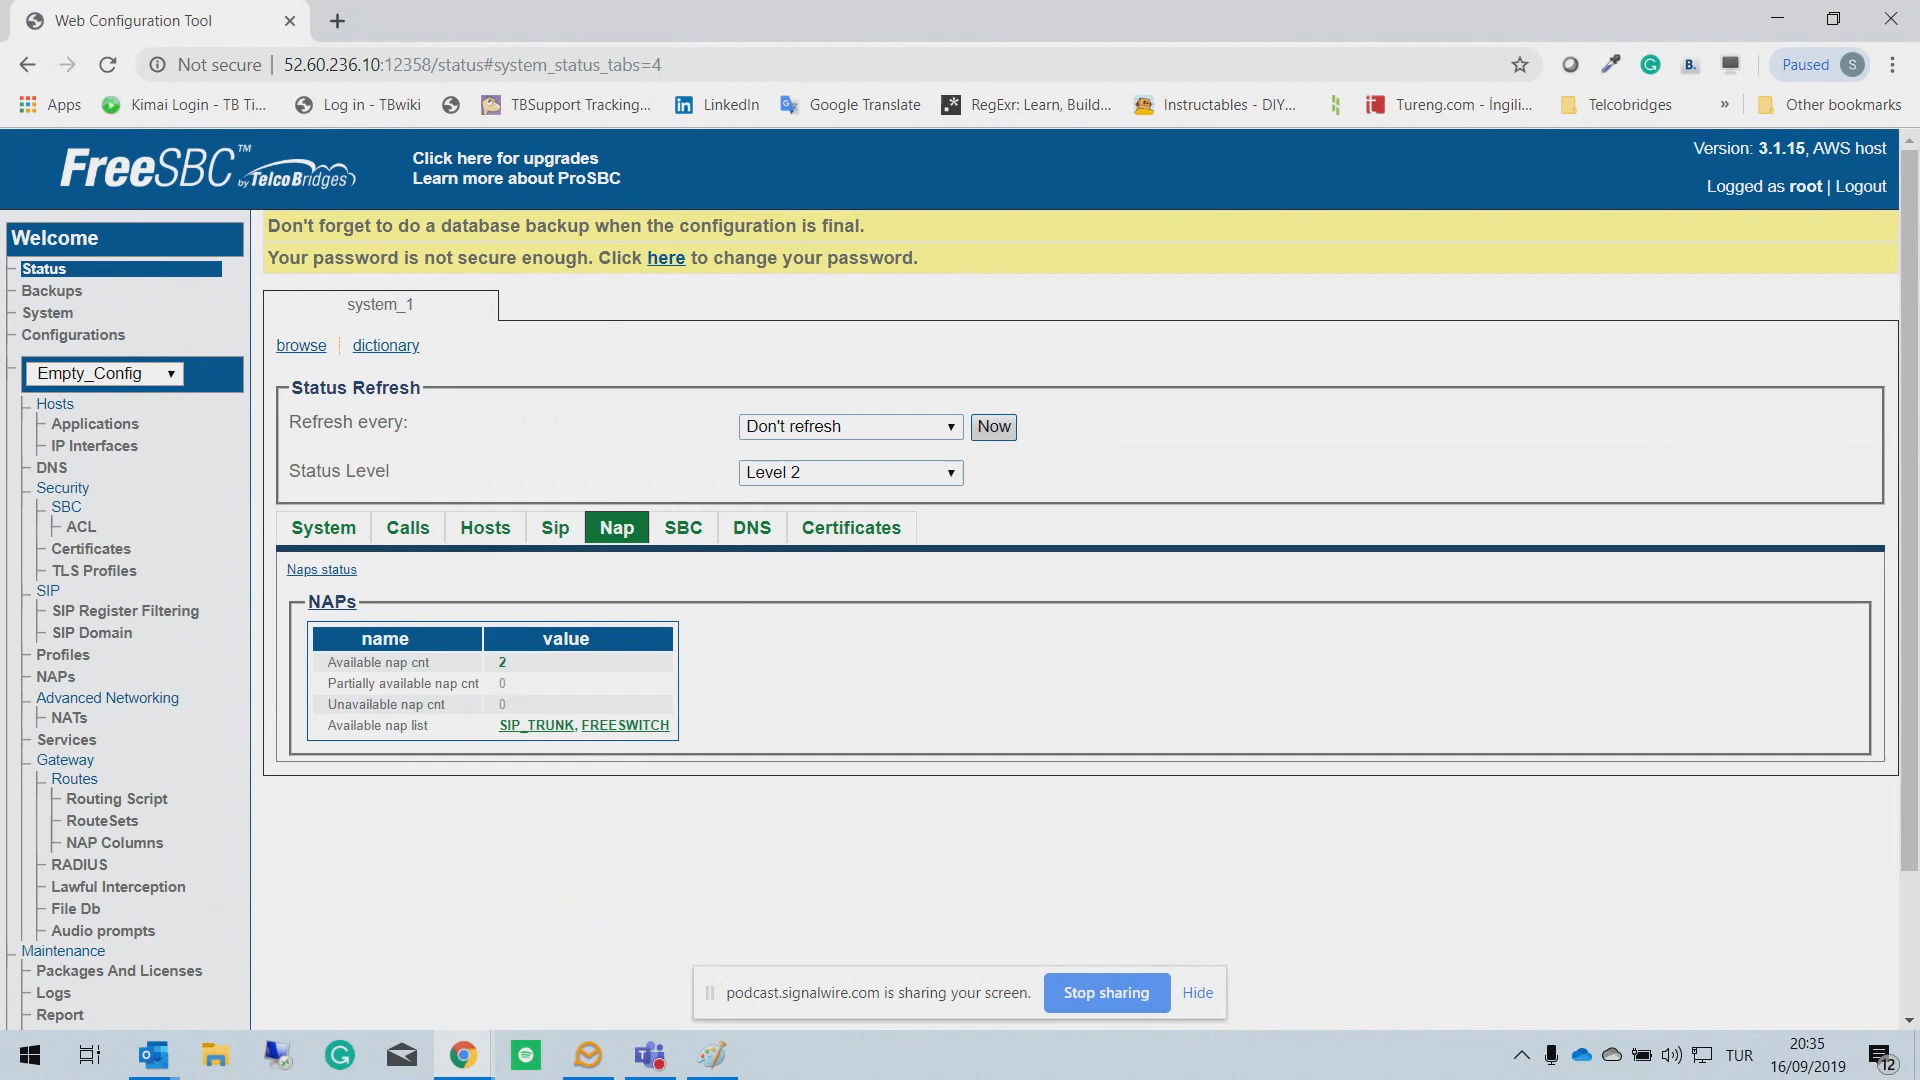 Web Configuration Tool
Not secure | 52.60.236.10:12358/status#system_status_tabs=4
B.
Paused S
Apps Kimai Login - TB Ti... Log in - TBwiki TBSupport Tracking... LinkedIn Google Translate RegExr: Learn, Build... Instructables - DIY... Tureng.com - İngili... Telcobridges » Other bookmarks
FreeSBC™ by TelcoBridges
Click here for upgrades
Learn more about ProSBC
Version: 3.1.15, AWS host
Logged as root | Logout
Welcome
Status
Backups
System
Configurations
Empty_Config
Hosts
Applications
IP Interfaces
DNS
Security
SBC
ACL
Certificates
TLS Profiles
SIP
SIP Register Filtering
SIP Domain
Profiles
NAPs
Advanced Networking
NATs
Services
Gateway
Routes
Routing Script
RouteSets
NAP Columns
RADIUS
Lawful Interception
File Db
Audio prompts
Maintenance
Packages And Licenses
Logs
Report
Don't forget to do a database backup when the configuration is final.
Your password is not secure enough. Click here to change your password.
system_1
browse dictionary
Status Refresh
Refresh every: Don't refresh Now
Status Level Level 2
System Calls Hosts Sip Nap SBC DNS Certificates
Naps status
NAPs
name value
Available nap cnt 2
Partially available nap cnt 0
Unavailable nap cnt 0
Available nap list SIP_TRUNK, FREESWITCH
podcast.signalwire.com is sharing your screen. Stop sharing Hide
TUR
20:35
16/09/2019
12